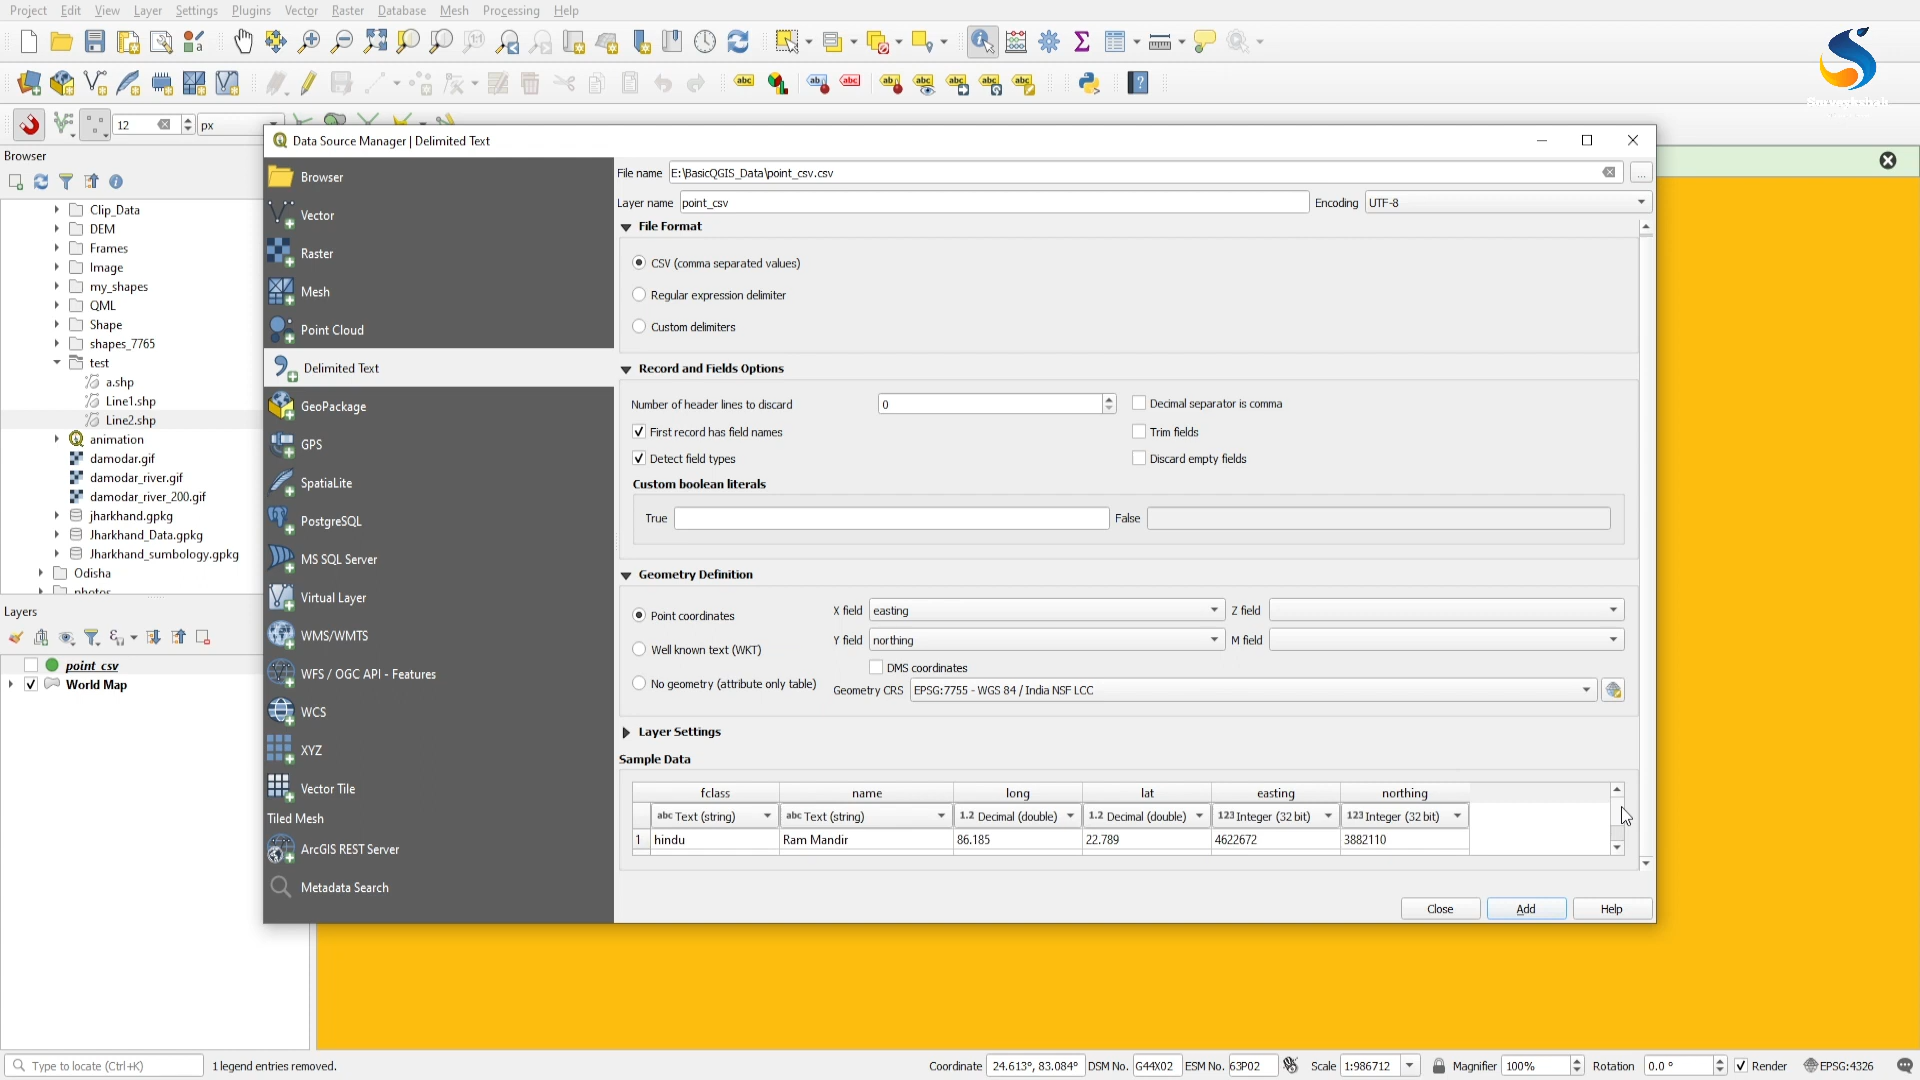 Project Edit View Layer Settings Plugins Vector Raster Database Mesh Processing Help
12 px
Data Source Manager | Delimited Text
Browser
Clip_Data
DEM
Frames
Image
my_shapes
QML
Shape
shapes_7765
test
a.shp
Line1.shp
Line2.shp
animation
damodar.gif
damodar_river.gif
damodar_river_200.gif
jharkhand.gpkg
Jharkhand_Data.gpkg
Jharkhand_sumbology.gpkg
Odisha
photos
Layers
point csv
World Map
Browser
Vector
Raster
Mesh
Point Cloud
Delimited Text
GeoPackage
GPS
SpatiaLite
PostgreSQL
MS SQL Server
Virtual Layer
WMS/WMTS
WFS / OGC API - Features
WCS
XYZ
Vector Tile
Tiled Mesh
ArcGIS REST Server
Metadata Search
File name E:\BasicQGIS_Data\point_csv.csv ...
Layer name point_csv Encoding UTF-8
File Format
CSV (comma separated values)
Regular expression delimiter
Custom delimiters
Record and Fields Options
Number of header lines to discard 0 Decimal separator is comma
First record has field names Trim fields
Detect field types Discard empty fields
Custom boolean literals
True False
Geometry Definition
Point coordinates X field easting Z field
Well known text (WKT) Y field northing M field
DMS coordinates
No geometry (attribute only table) Geometry CRS EPSG:7755 - WGS 84 / India NSF LCC
Layer Settings
Sample Data
fclass name long lat easting northing
abc Text (string) abc Text (string) 1.2 Decimal (double) 1.2 Decimal (double) 123 Integer (32 bit) 123 Integer (32 bit)
1 hindu Ram Mandir 86.185 22.789 4622672 3882110
Close Add Help
Type to locate (Ctrl+K) 1 legend entries removed. Coordinate 24.613°, 83.084° DSM No. G44X02 ESM No. 63P02 Scale 1:986712 Magnifier 100% Rotation 0.0 ° Render EPSG:4326